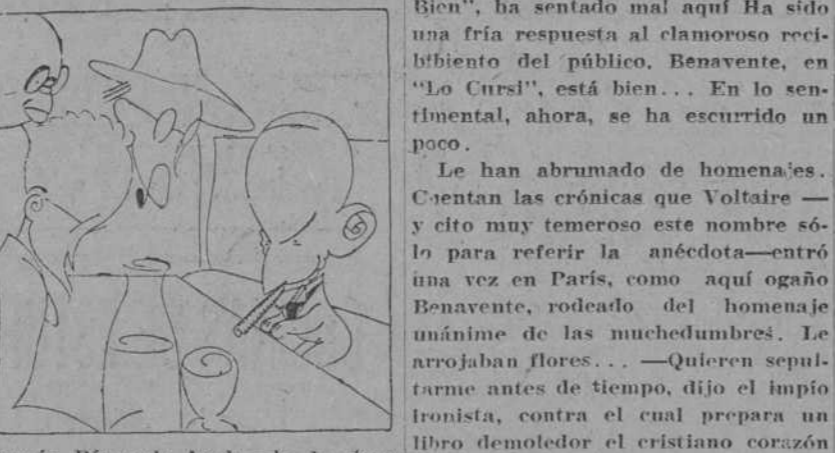 Bien", ha sentado mal aquí Ha sido
una fría respuesta al clamoroso reci-
btbiento del público. Benavente, en
"Lo Cursi", está bien... En lo sen-
timental, ahora, se ha escurrido un
poco.
Le han abrumado de homenajes.
Cuentan las crónicas que Voltaire —
y cito muy temeroso este nombre só-
lo para referir la anécdota—entró
una vez en París, como aquí ogaño
Benavente, rodeado del homenaje
unánime de las muchedumbres. Le
arrojaban flores... —Quieren sepul-
tarme antes de tiempo, dijo el impío
ironista, contra el cual prepara un
libro demoledor el cristiano corazón